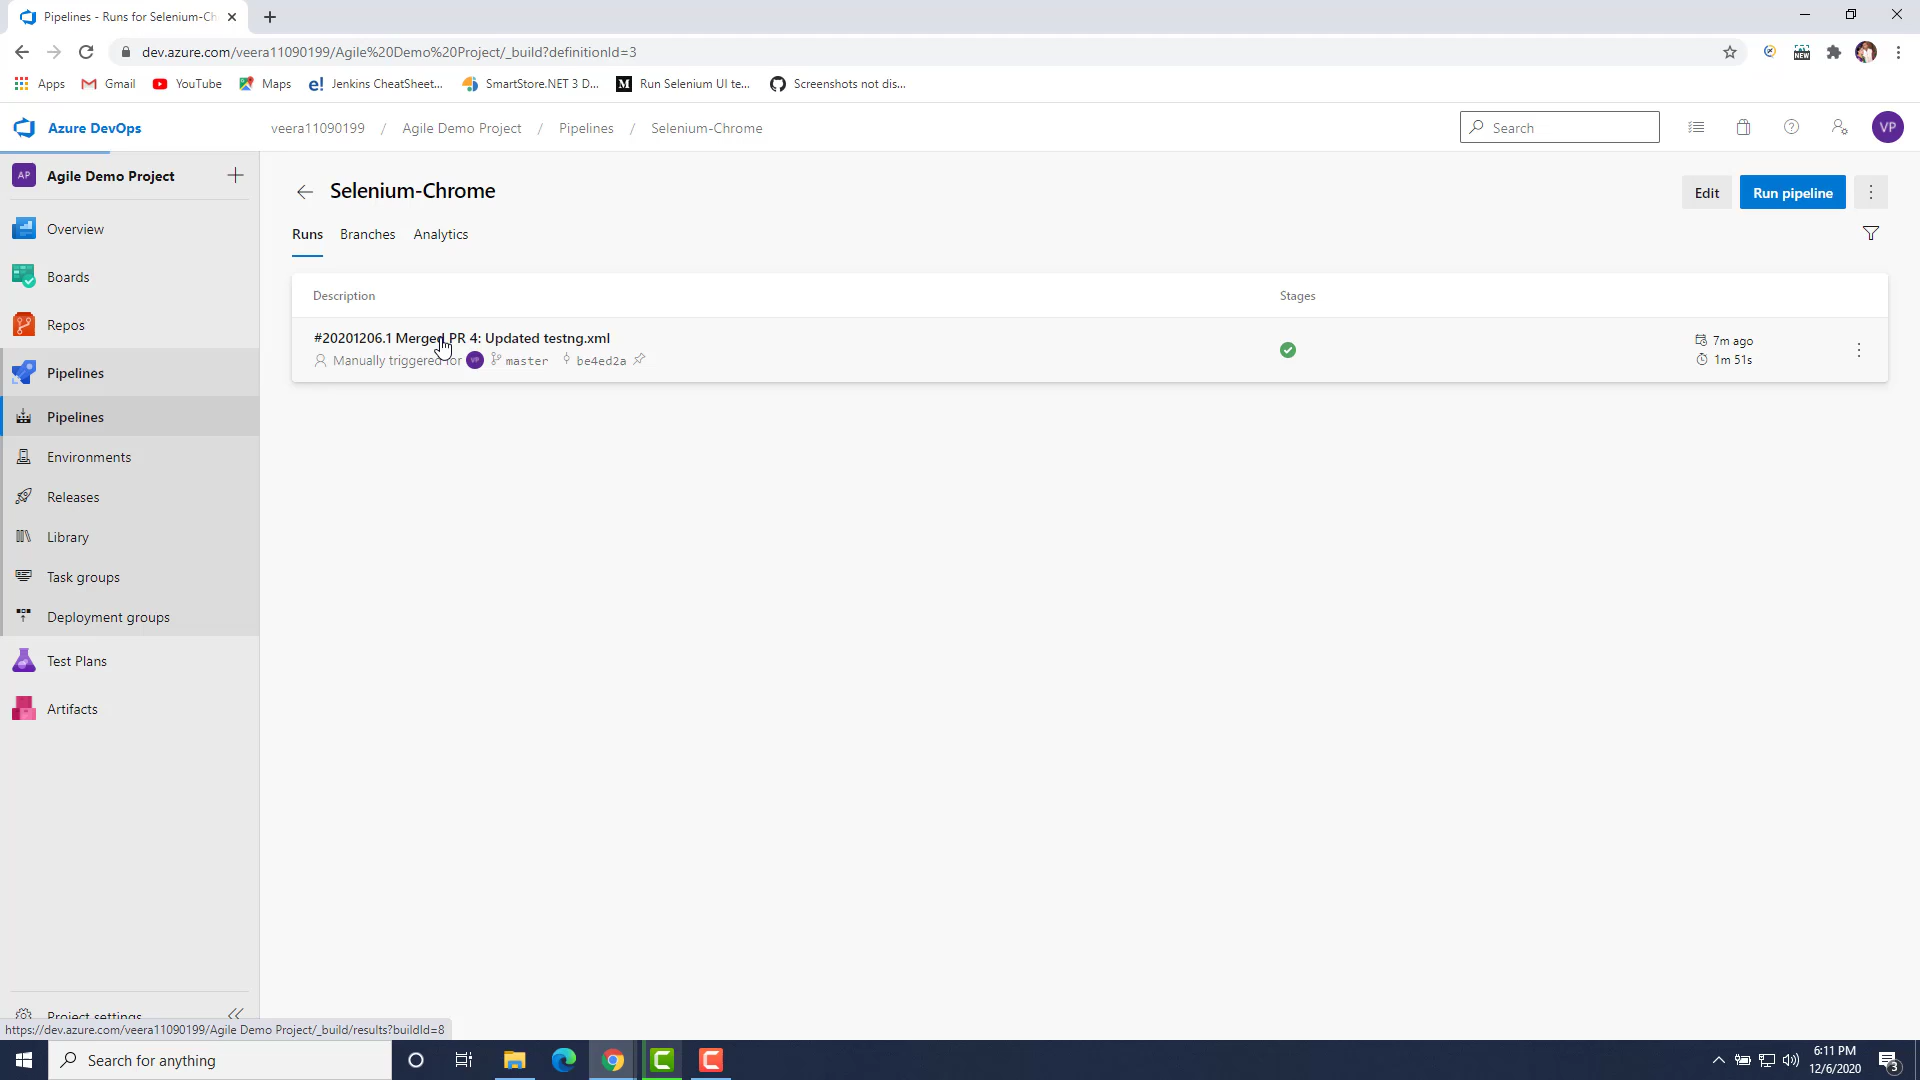 Pipelines - Runs for Selenium-Ch
dev.azure.com/veera11090199/Agile%20Demo%20Project/_build?definitionId=3
Apps Gmail YouTube Maps Jenkins CheatSheet... SmartStore.NET 3 D... Run Selenium UI te... Screenshots not dis...
Azure DevOps veera11090199 / Agile Demo Project / Pipelines / Selenium-Chrome Search VP
AP Agile Demo Project
Overview
Boards
Repos
Pipelines
Pipelines
Environments
Releases
Library
Task groups
Deployment groups
Test Plans
Artifacts
Project settings
Selenium-Chrome
Edit Run pipeline
Runs Branches Analytics
Description Stages
#20201206.1 Merged PR 4: Updated testng.xml
Manually triggered for VP master be4ed2a
7m ago
1m 51s
https://dev.azure.com/veera11090199/Agile Demo Project/_build/results?buildId=8
Search for anything
6:11 PM
12/6/2020
3